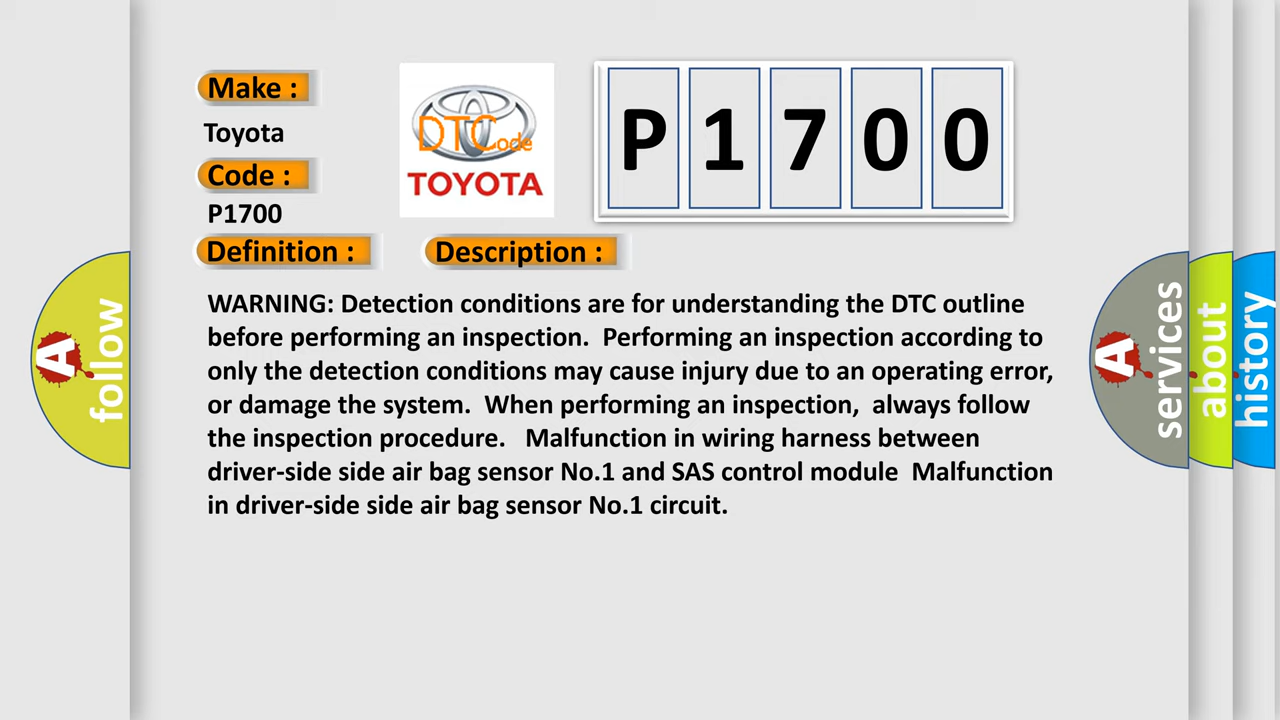 Make :
Toyota
Code :
P1700
Definition :
Description :
DTCode
TOYOTA
P1700
WARNING: Detection conditions are for understanding the DTC outline
before performing an inspection.  Performing an inspection according to
only the detection conditions may cause injury due to an operating error,
or damage the system.  When performing an inspection,  always follow
the inspection procedure.   Malfunction in wiring harness between
driver-side side air bag sensor No.1 and SAS control module  Malfunction
in driver-side side air bag sensor No.1 circuit.
A follow
A services
about
history